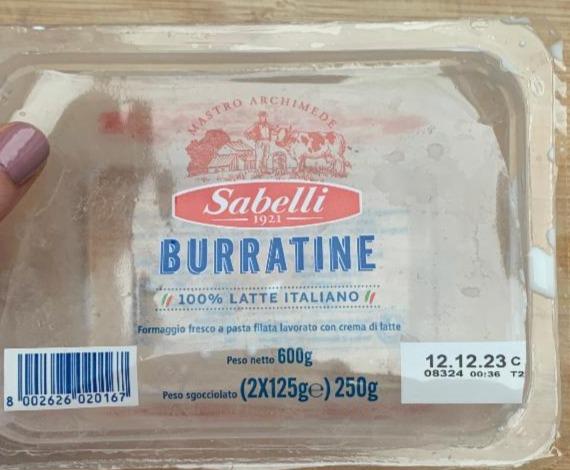 MASTRO ARCHIMEDE
Sabelli
1921
BURRATINE
100% LATTE ITALIANO
Formaggio fresco a pasta filata lavorato con crema di latte
Peso netto 600g
Peso sgocciolato (2X125g℮) 250g
12.12.23 C
08324 00:36 T2
8 002626 020167